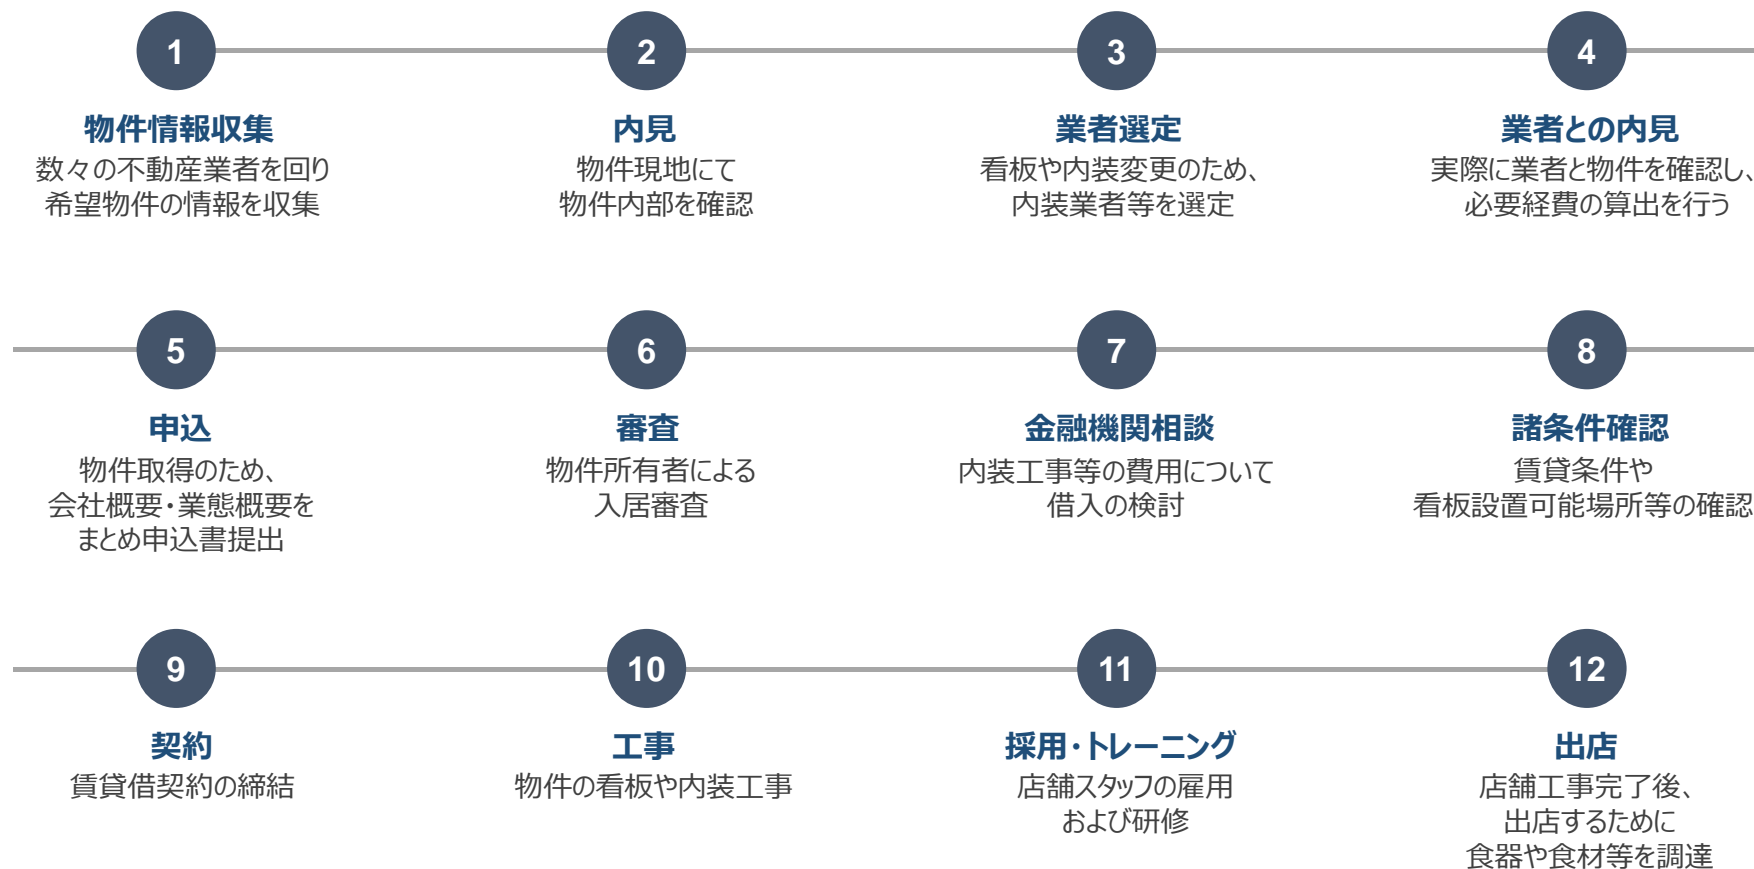 1
物件情報収集
数々の不動産業者を回り
希望物件の情報を収集
2
内見
物件現地にて
物件内部を確認
3
業者選定
看板や内装変更のため、
内装業者等を選定
4
業者との内見
実際に業者と物件を確認し、
必要経費の算出を行う
5
申込
物件取得のため、
会社概要・業態概要を
まとめ申込書提出
6
審査
物件所有者による
入居審査
7
金融機関相談
内装工事等の費用について
借入の検討
8
諸条件確認
賃貸条件や
看板設置可能場所等の確認
9
契約
賃貸借契約の締結
10
工事
物件の看板や内装工事
11
採用・トレーニング
店舗スタッフの雇用
および研修
12
出店
店舗工事完了後、
出店するために
食器や食材等を調達